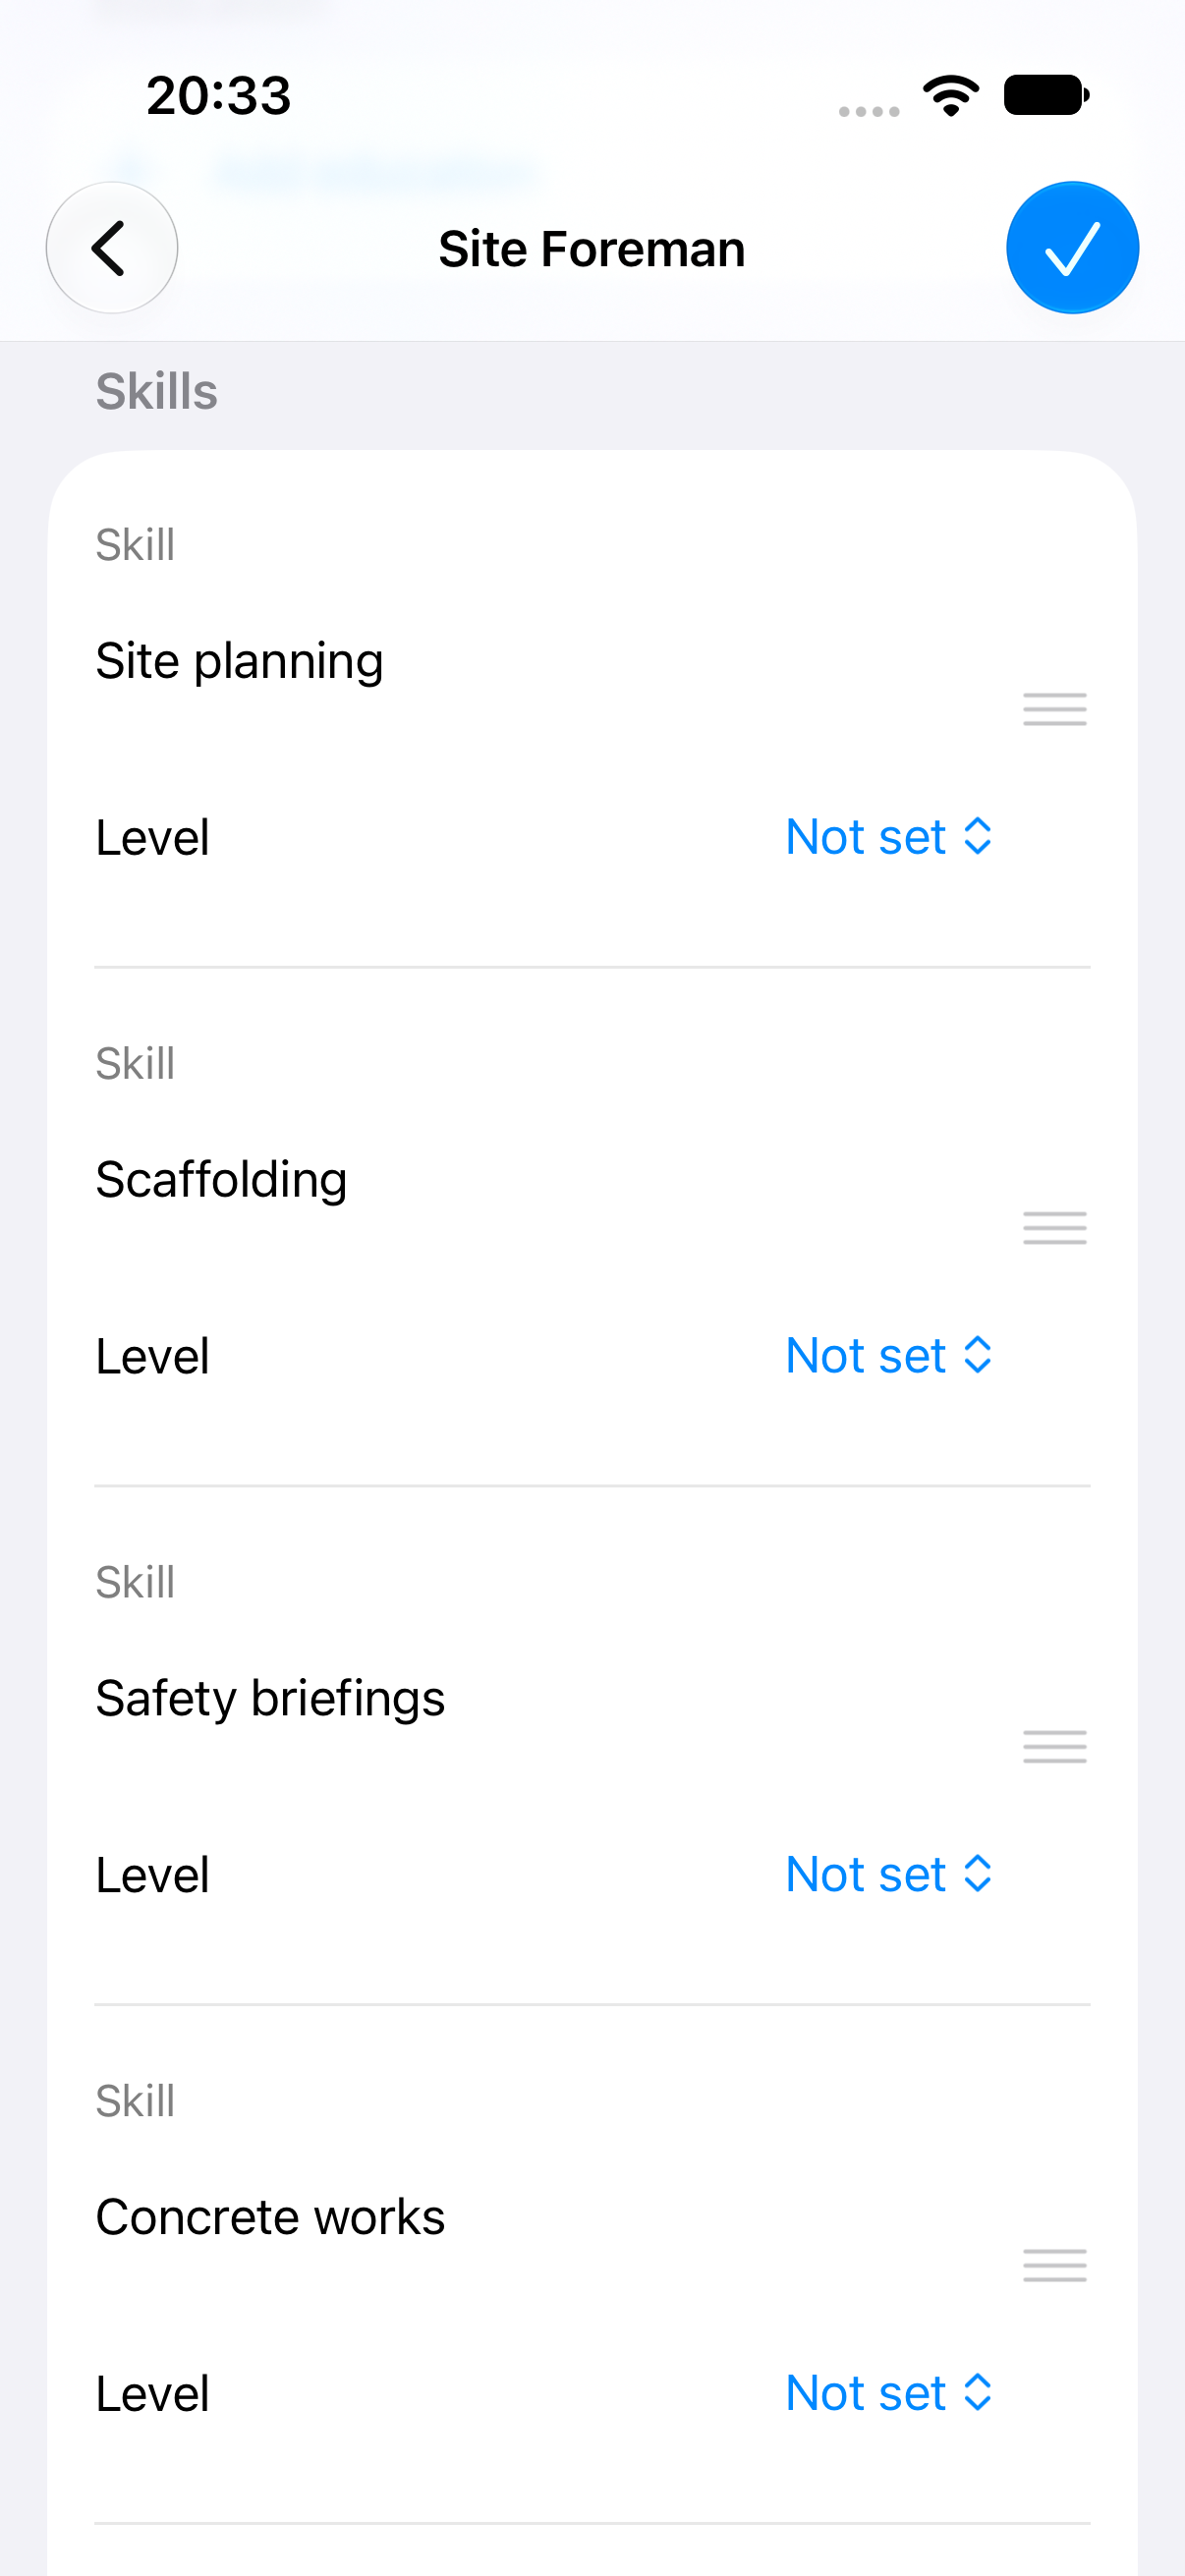 20:33
Site Foreman
Skills
Skill
Site planning
Level
Not set
Skill
Scaffolding
Level
Not set
Skill
Safety briefings
Level
Not set
Skill
Concrete works
Level
Not set